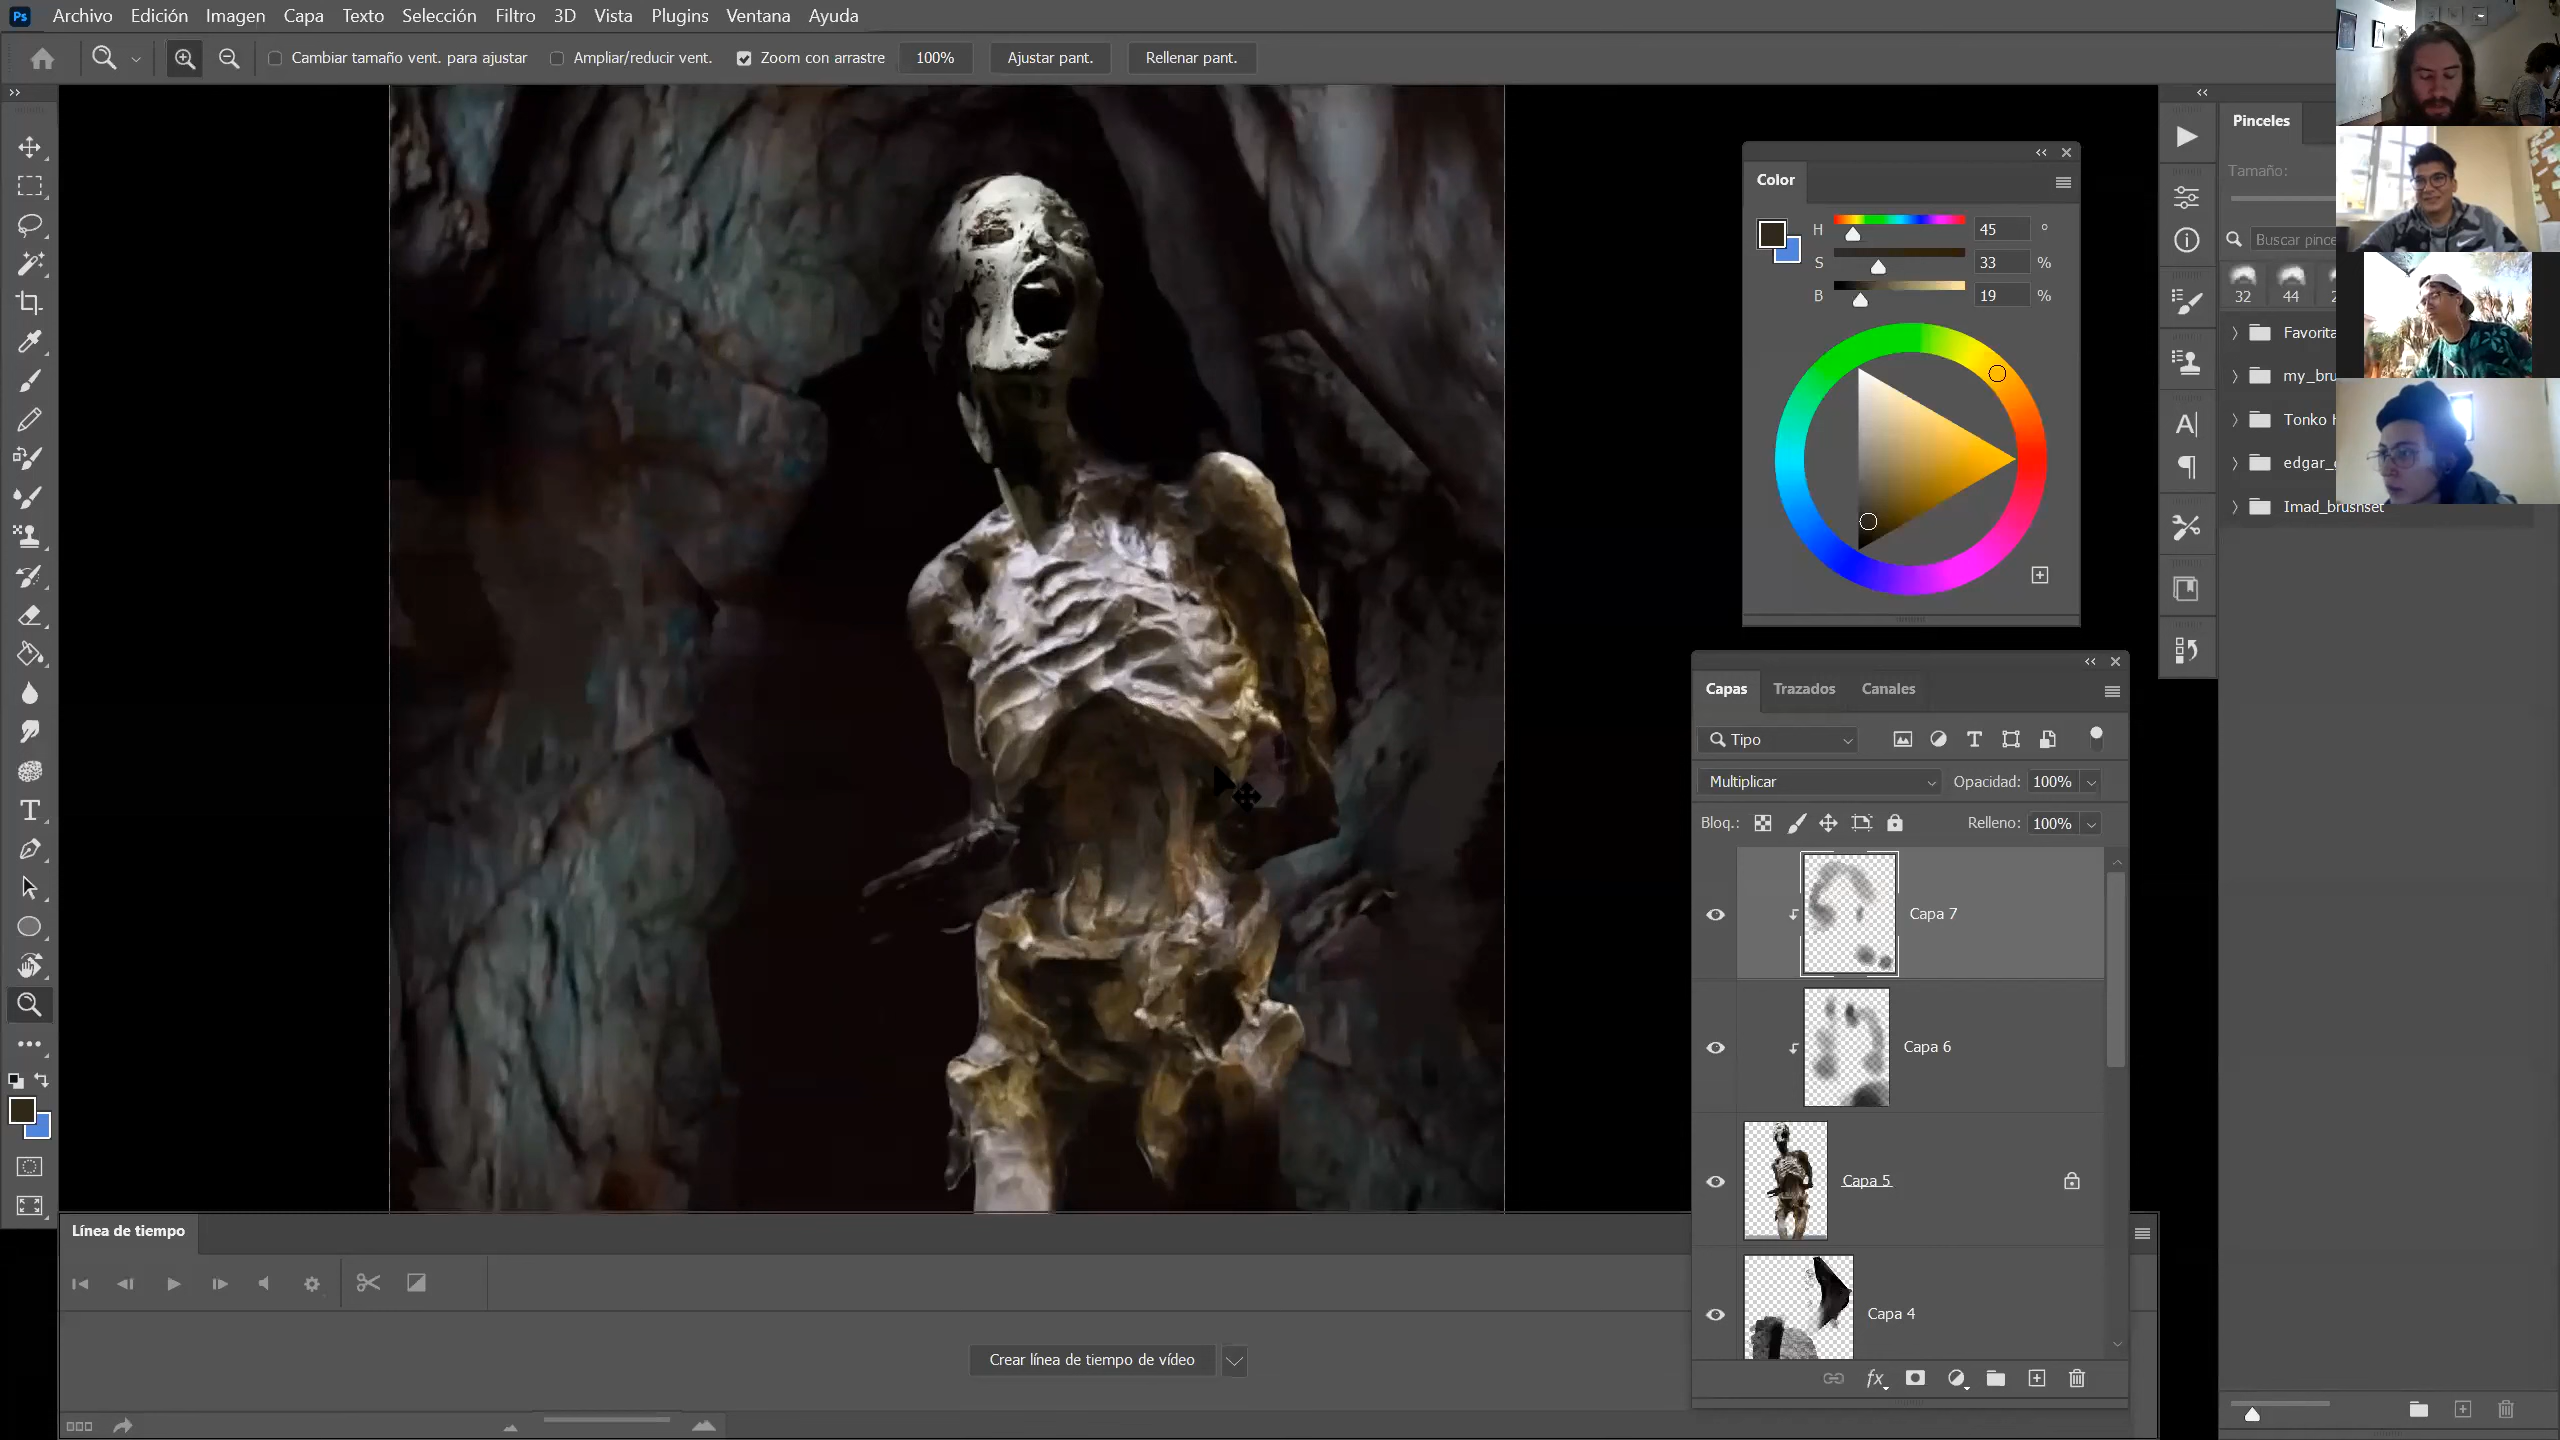 Ps Archivo Edición Imagen Capa Texto Selección Filtro 3D Vista Plugins Ventana Ayuda
Cambiar tamaño vent. para ajustar Ampliar/reducir vent. Zoom con arrastre 100% Ajustar pant. Rellenar pant.
Pinceles
Tamaño:
Buscar pince
32 44
Favorita
my_bru
Tonko
edgar_
Imad_brushset
Color
H 45 °
S 33 %
B 19 %
Capas Trazados Canales
Tipo
Multiplicar Opacidad: 100%
Bloq.: Relleno: 100%
Capa 7
Capa 6
Capa 5
Capa 4
fx
Línea de tiempo
Crear línea de tiempo de vídeo